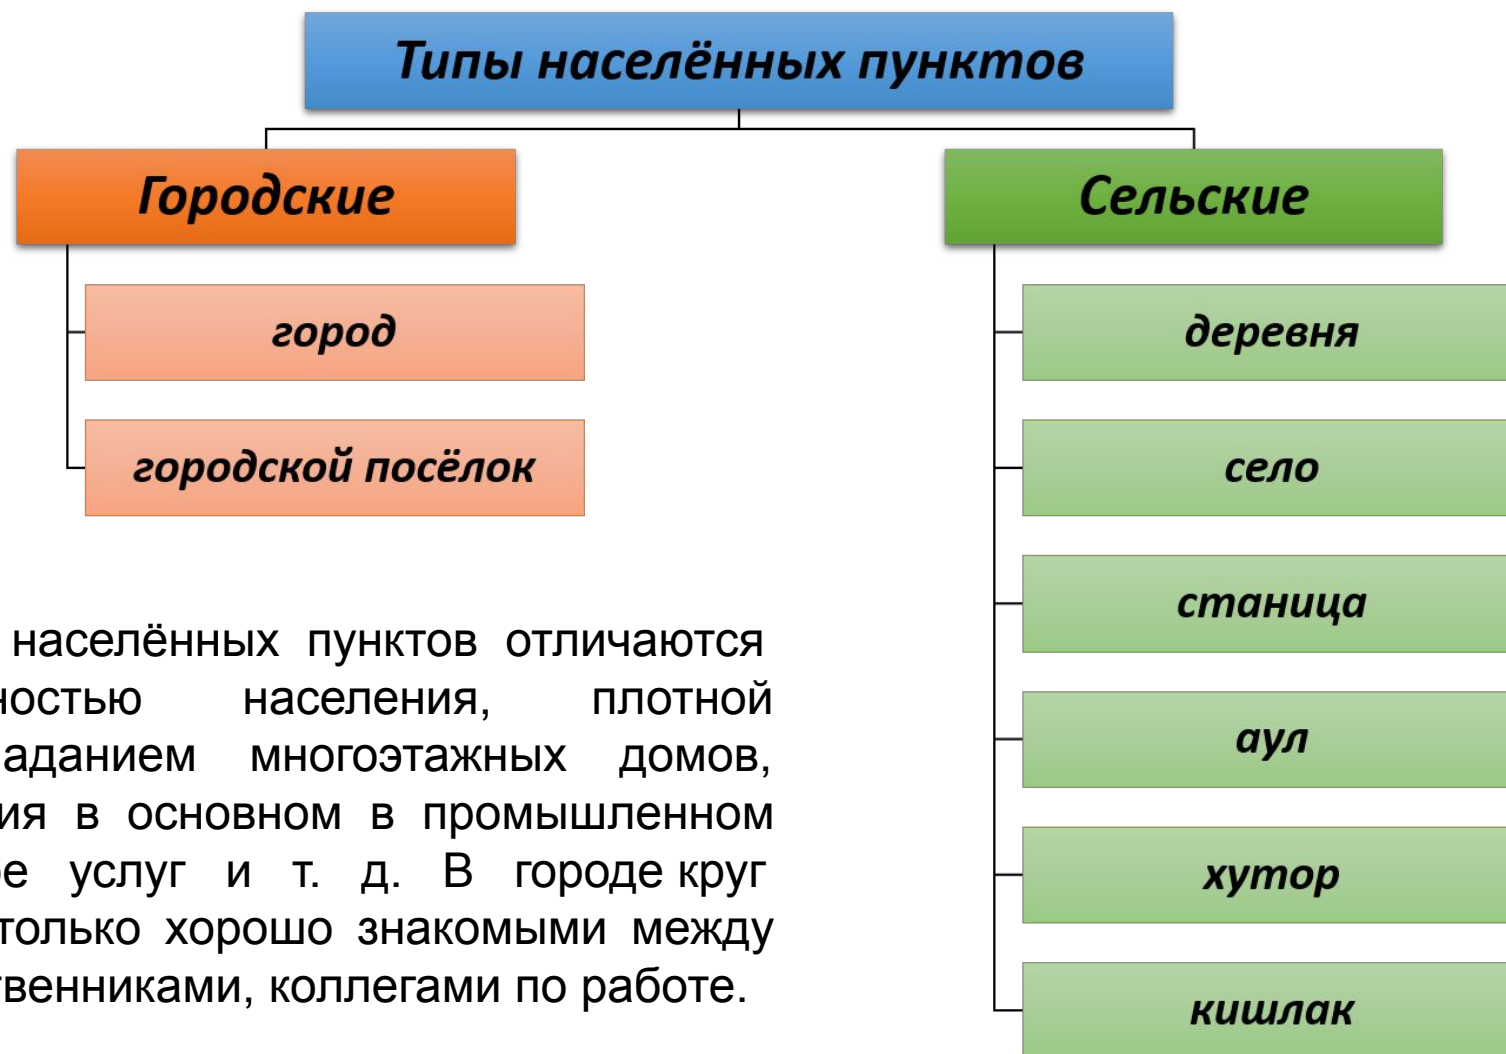 Типы населённых пунктов
Городские
город
городской посёлок
Сельские
деревня
село
станица
аул
хутор
кишлак
населённых пунктов отличаются
ностью населения, плотной
аданием многоэтажных домов,
ия в основном в промышленном
е услуг и т. д. В городе круг
только хорошо знакомыми между
твенниками, коллегами по работе.